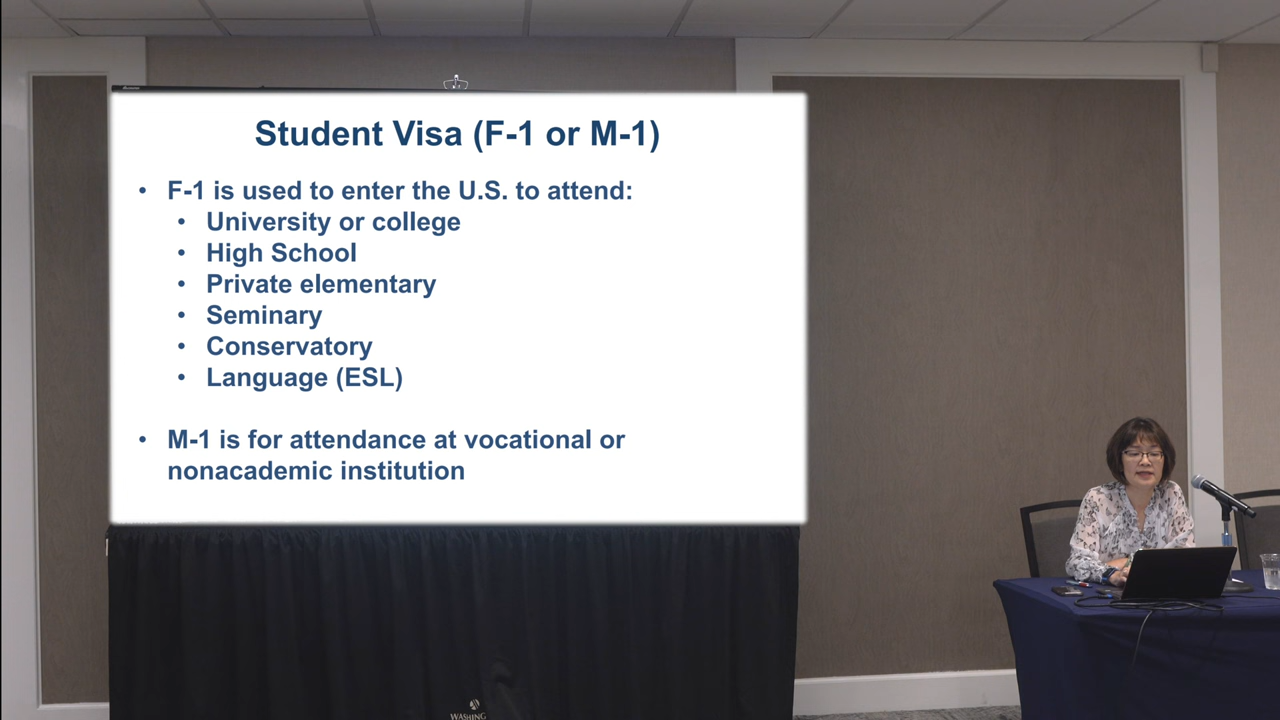 Student Visa (F-1 or M-1)
• F-1 is used to enter the U.S. to attend:
• University or college
• High School
• Private elementary
• Seminary
• Conservatory
• Language (ESL)
• M-1 is for attendance at vocational or
nonacademic institution
WASHING